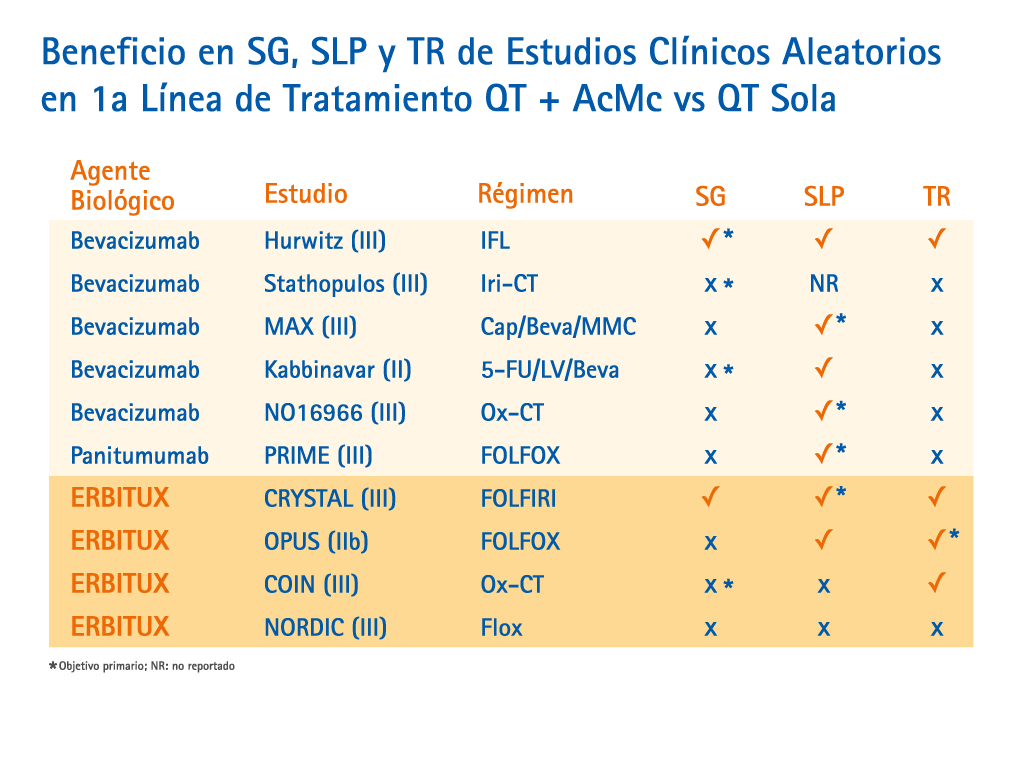 Beneficio en SG, SLP y TR de Estudios Clínicos Aleatorios
en 1a Línea de Tratamiento QT + AcMc vs QT Sola
Agente
Biológico Estudio Régimen SG SLP TR
Bevacizumab Hurwitz (III) IFL ✓* ✓ ✓
Bevacizumab Stathopulos (III) Iri-CT x * NR x
Bevacizumab MAX (III) Cap/Beva/MMC x ✓* x
Bevacizumab Kabbinavar (II) 5-FU/LV/Beva x * ✓ x
Bevacizumab NO16966 (III) Ox-CT x ✓* x
Panitumumab PRIME (III) FOLFOX x ✓* x
ERBITUX CRYSTAL (III) FOLFIRI ✓ ✓* ✓
ERBITUX OPUS (IIb) FOLFOX x ✓ ✓*
ERBITUX COIN (III) Ox-CT x * x ✓
ERBITUX NORDIC (III) Flox x x x
*Objetivo primario; NR: no reportado